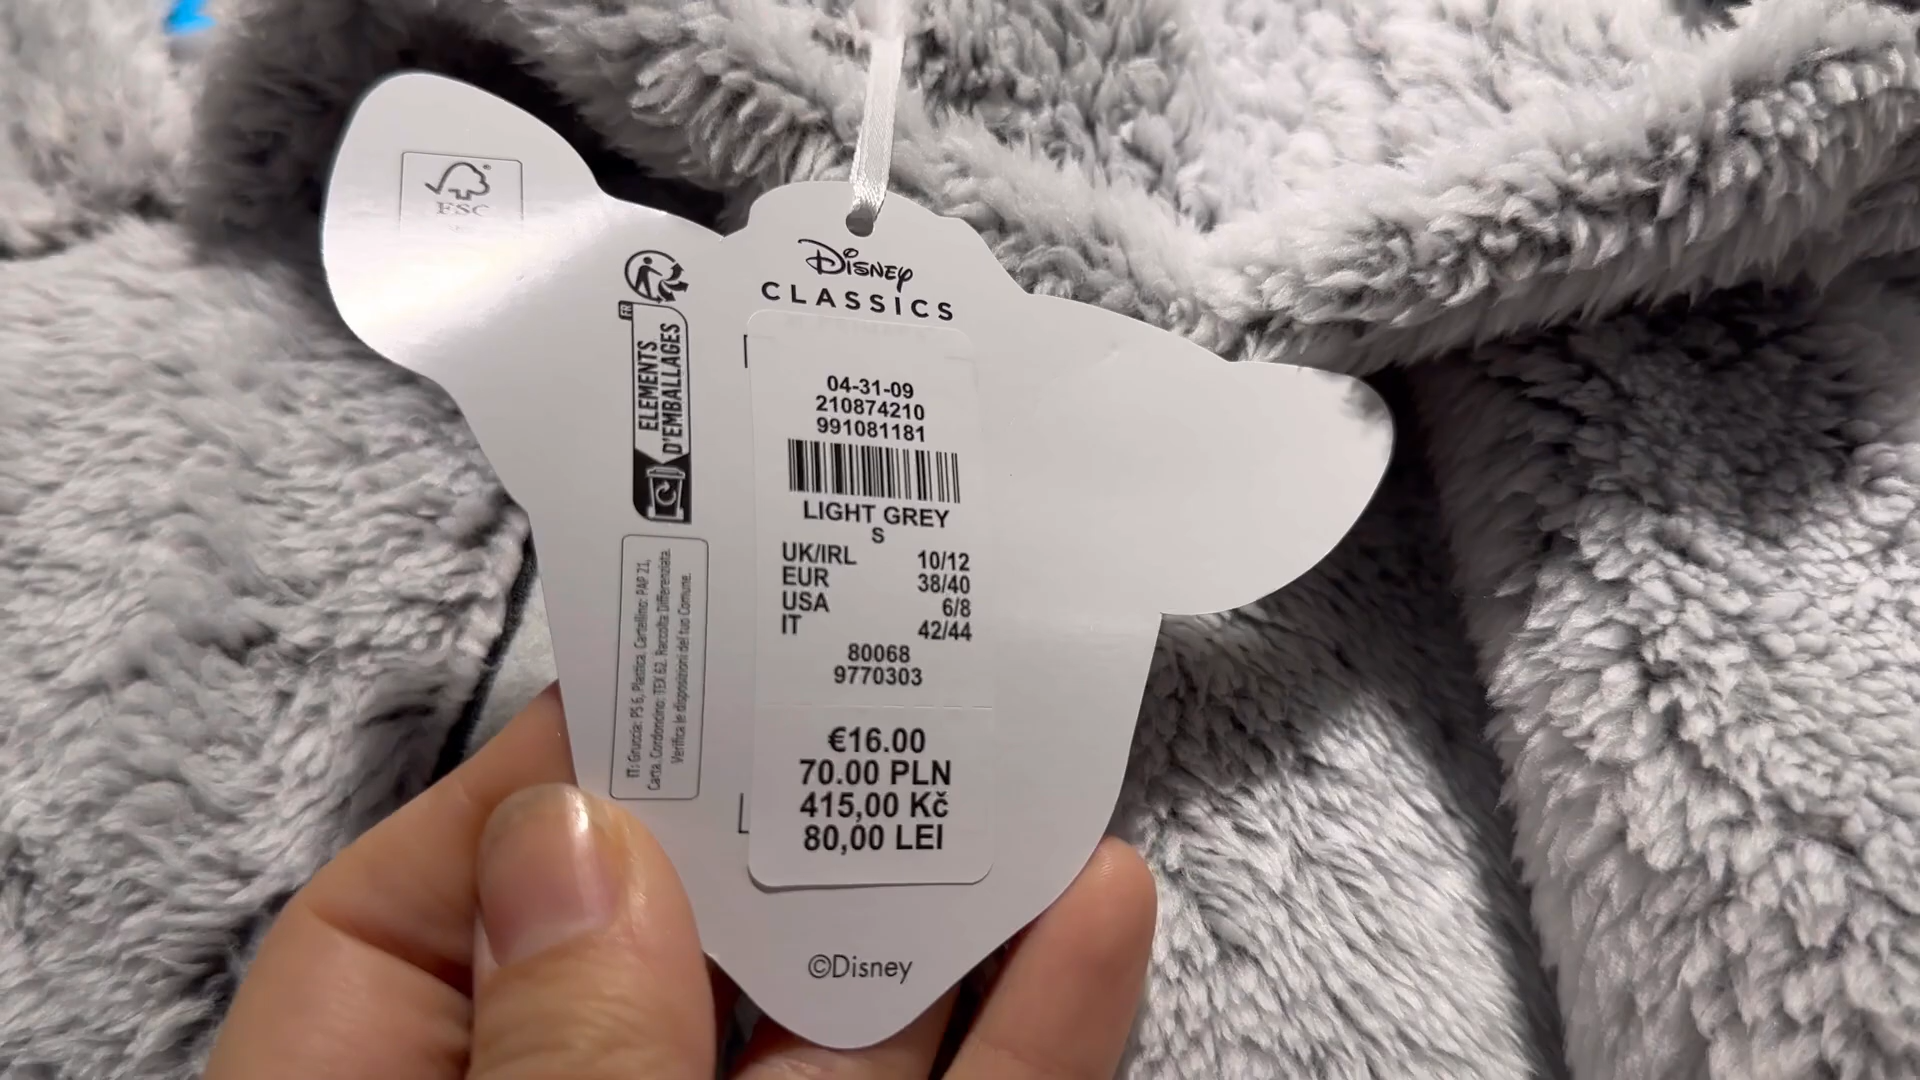 FSC
Disney
CLASSICS
FR
ELEMENTS
D'EMBALLAGES
IT: Gruccia: PS 6, Plastica, Cartellino: PAP 21,
Carta. Cordoncino: TEX 62. Raccolta Differenziata.
Verifica le disposizioni del tuo Comune.
04-31-09
210874210
991081181
LIGHT GREY
S
UK/IRL 10/12
EUR 38/40
USA 6/8
IT 42/44
80068
9770303
€16.00
70.00 PLN
415,00 Kč
80,00 LEI
©Disney